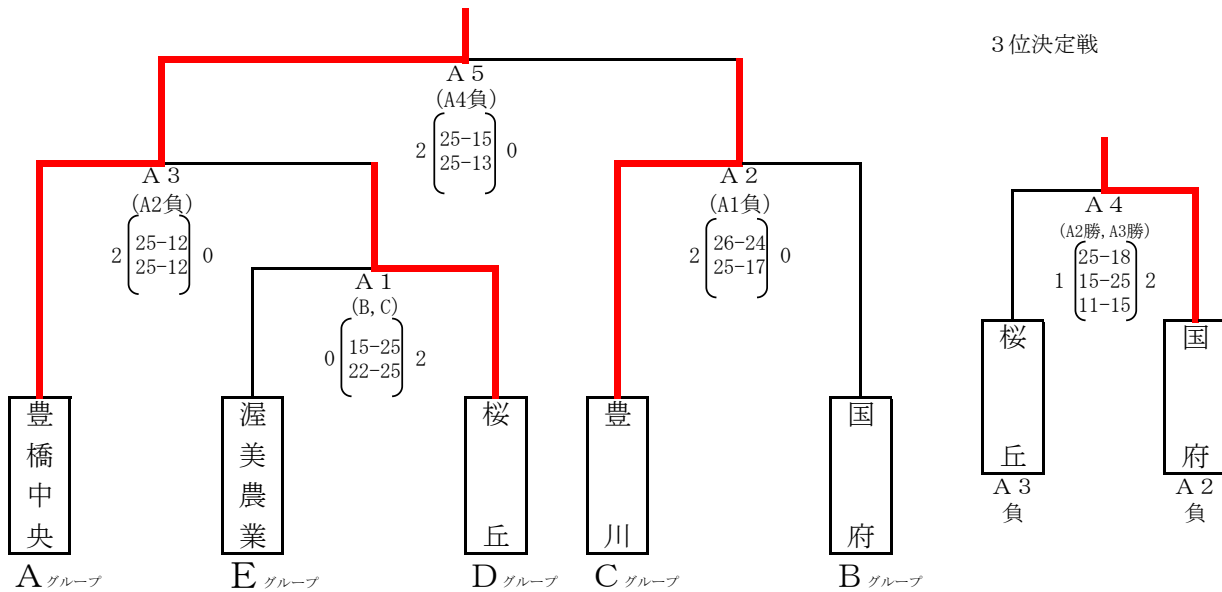 ３位決定戦
Ａ５
(A4負)
2 25-15 0
25-13
Ａ３
(A2負)
2 25-12 0
25-12
Ａ２
(A1負)
2 26-24 0
25-17
Ａ４
(A2勝,A3勝)
25-18
1 15-25 2
11-15
Ａ１
(B,C)
0 15-25 2
22-25
豊橋中央
渥美農業
桜丘
豊川
国府
桜丘
国府
Ａ３
負
Ａ２
負
Aグループ
Eグループ
Dグループ
Cグループ
Bグループ